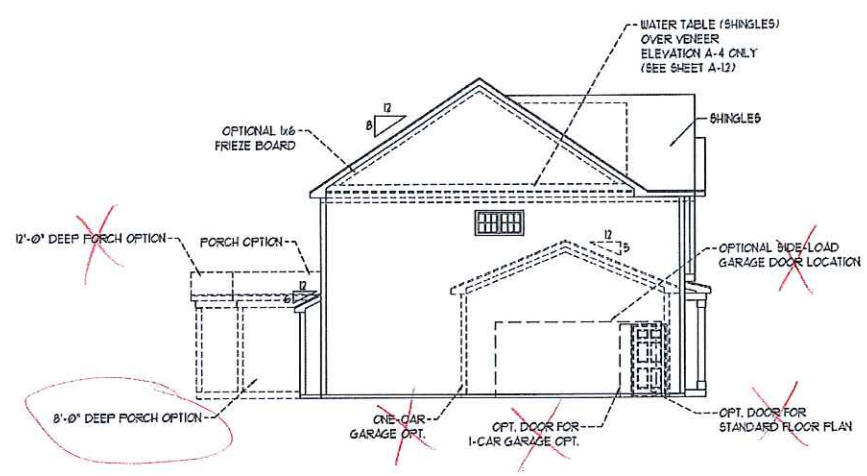 WATER TABLE (SHINGLES)
OVER VENEER
ELEVATION A-4 ONLY
(SEE SHEET A-12)
12
8
SHINGLES
OPTIONAL 1x6
FRIEZE BOARD
12'-0" DEEP PORCH OPTION
PORCH OPTION
12
5
OPTIONAL SIDE-LOAD
GARAGE DOOR LOCATION
12
6
8'-0" DEEP PORCH OPTION
ONE-CAR
GARAGE OPT.
OPT. DOOR FOR
1-CAR GARAGE OPT.
OPT. DOOR FOR
STANDARD FLOOR PLAN